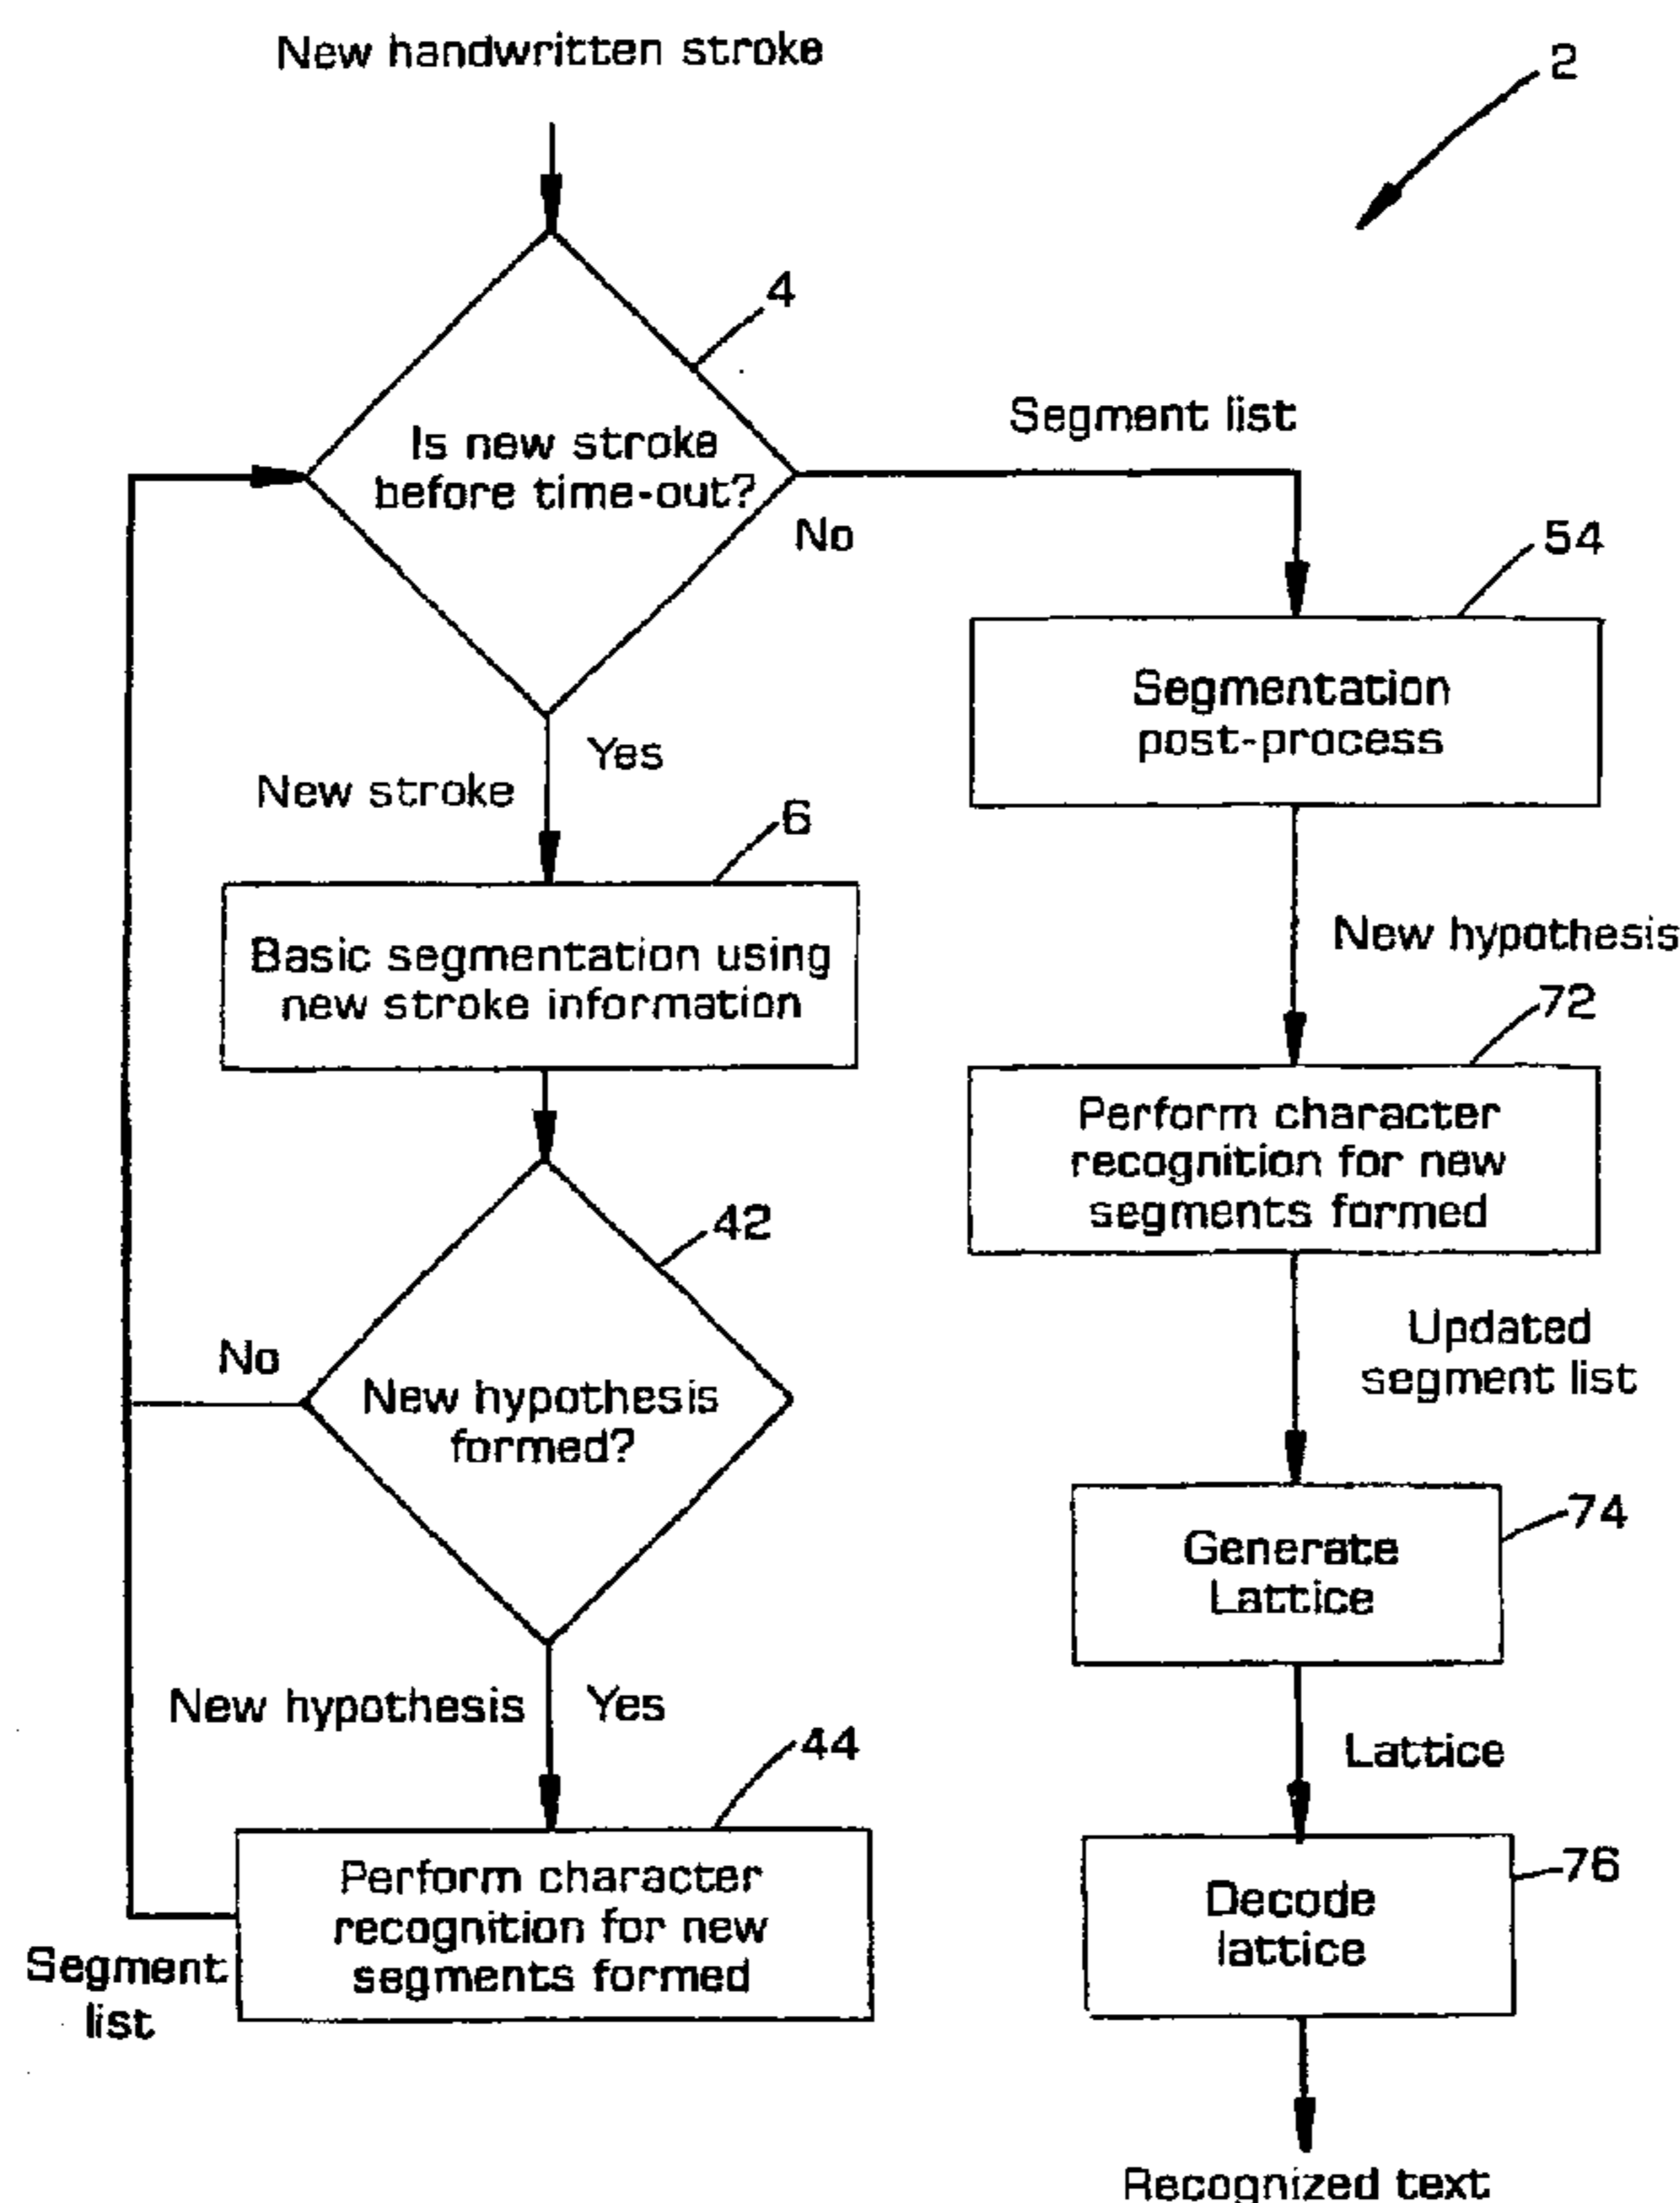 New handwritten stroke
2
4
Is new stroke
before time-out?
Segment list
No
54
Segmentation
post-process
Yes
New stroke
6
Basic segmentation using
new stroke information
New hypothesis
72
Perform character
recognition for new
segments formed
42
No
New hypothesis
formed?
Updated
segment list
74
Generate
Lattice
New hypothesis
Yes
44
Lattice
Perform character
recognition for new
segments formed
76
Decode
lattice
Segment
list
Recognized text